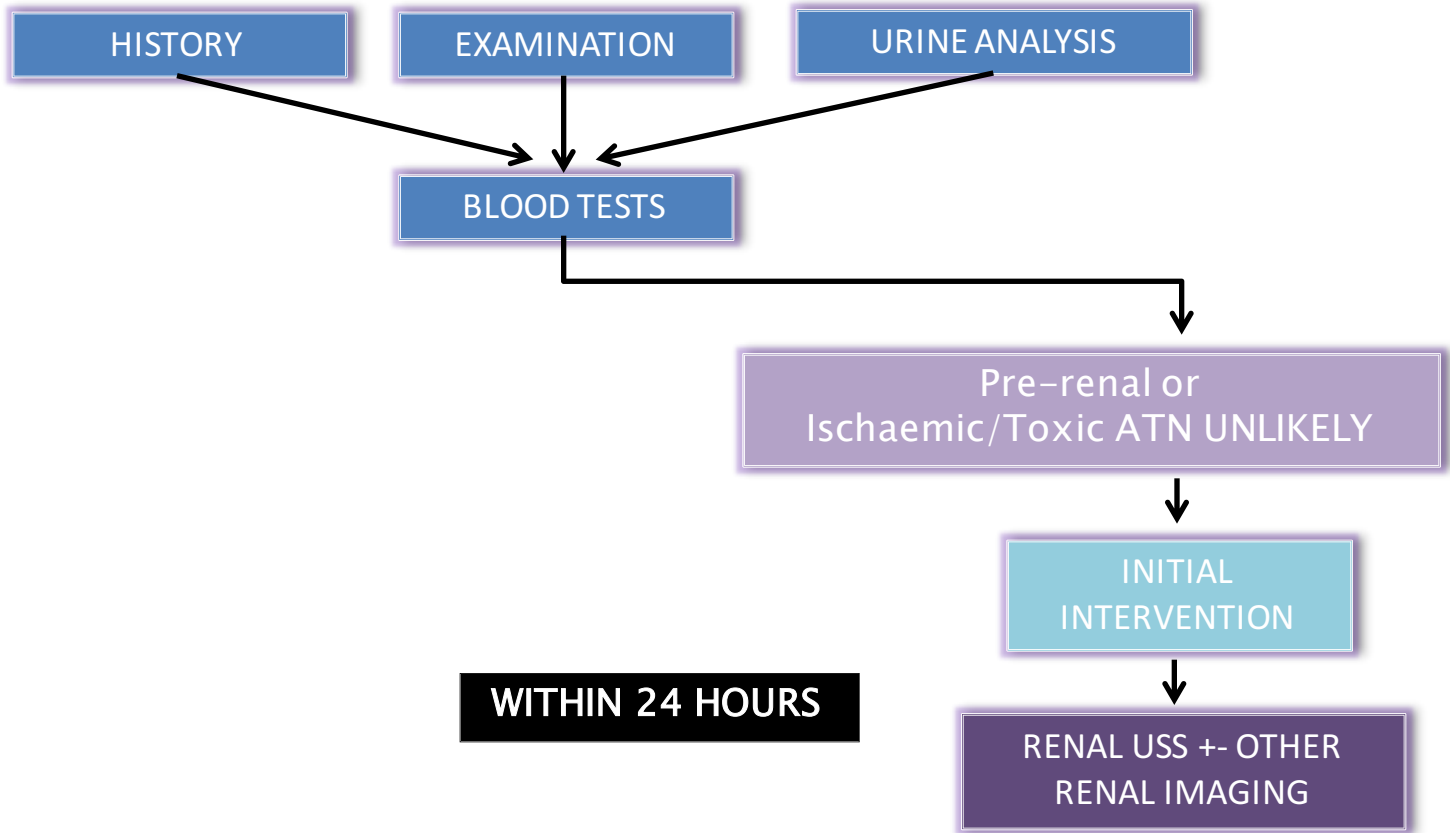 HISTORY
EXAMINATION
URINE ANALYSIS
BLOOD TESTS
Pre-renal or
Ischaemic/Toxic ATN UNLIKELY
INITIAL
INTERVENTION
WITHIN 24 HOURS
RENAL USS +- OTHER
RENAL IMAGING